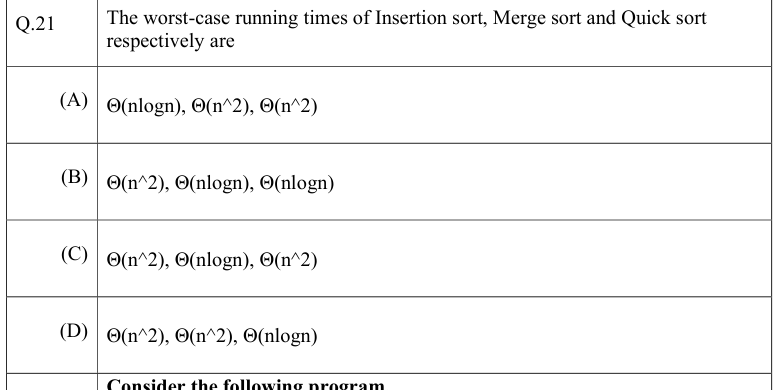 Q.21
The worst-case running times of Insertion sort, Merge sort and Quick sort
respectively are
(A) Θ(nlogn), Θ(n^2), Θ(n^2)
(B) Θ(n^2), Θ(nlogn), Θ(nlogn)
(C) Θ(n^2), Θ(nlogn), Θ(n^2)
(D) Θ(n^2), Θ(n^2), Θ(nlogn)
Consider the following program